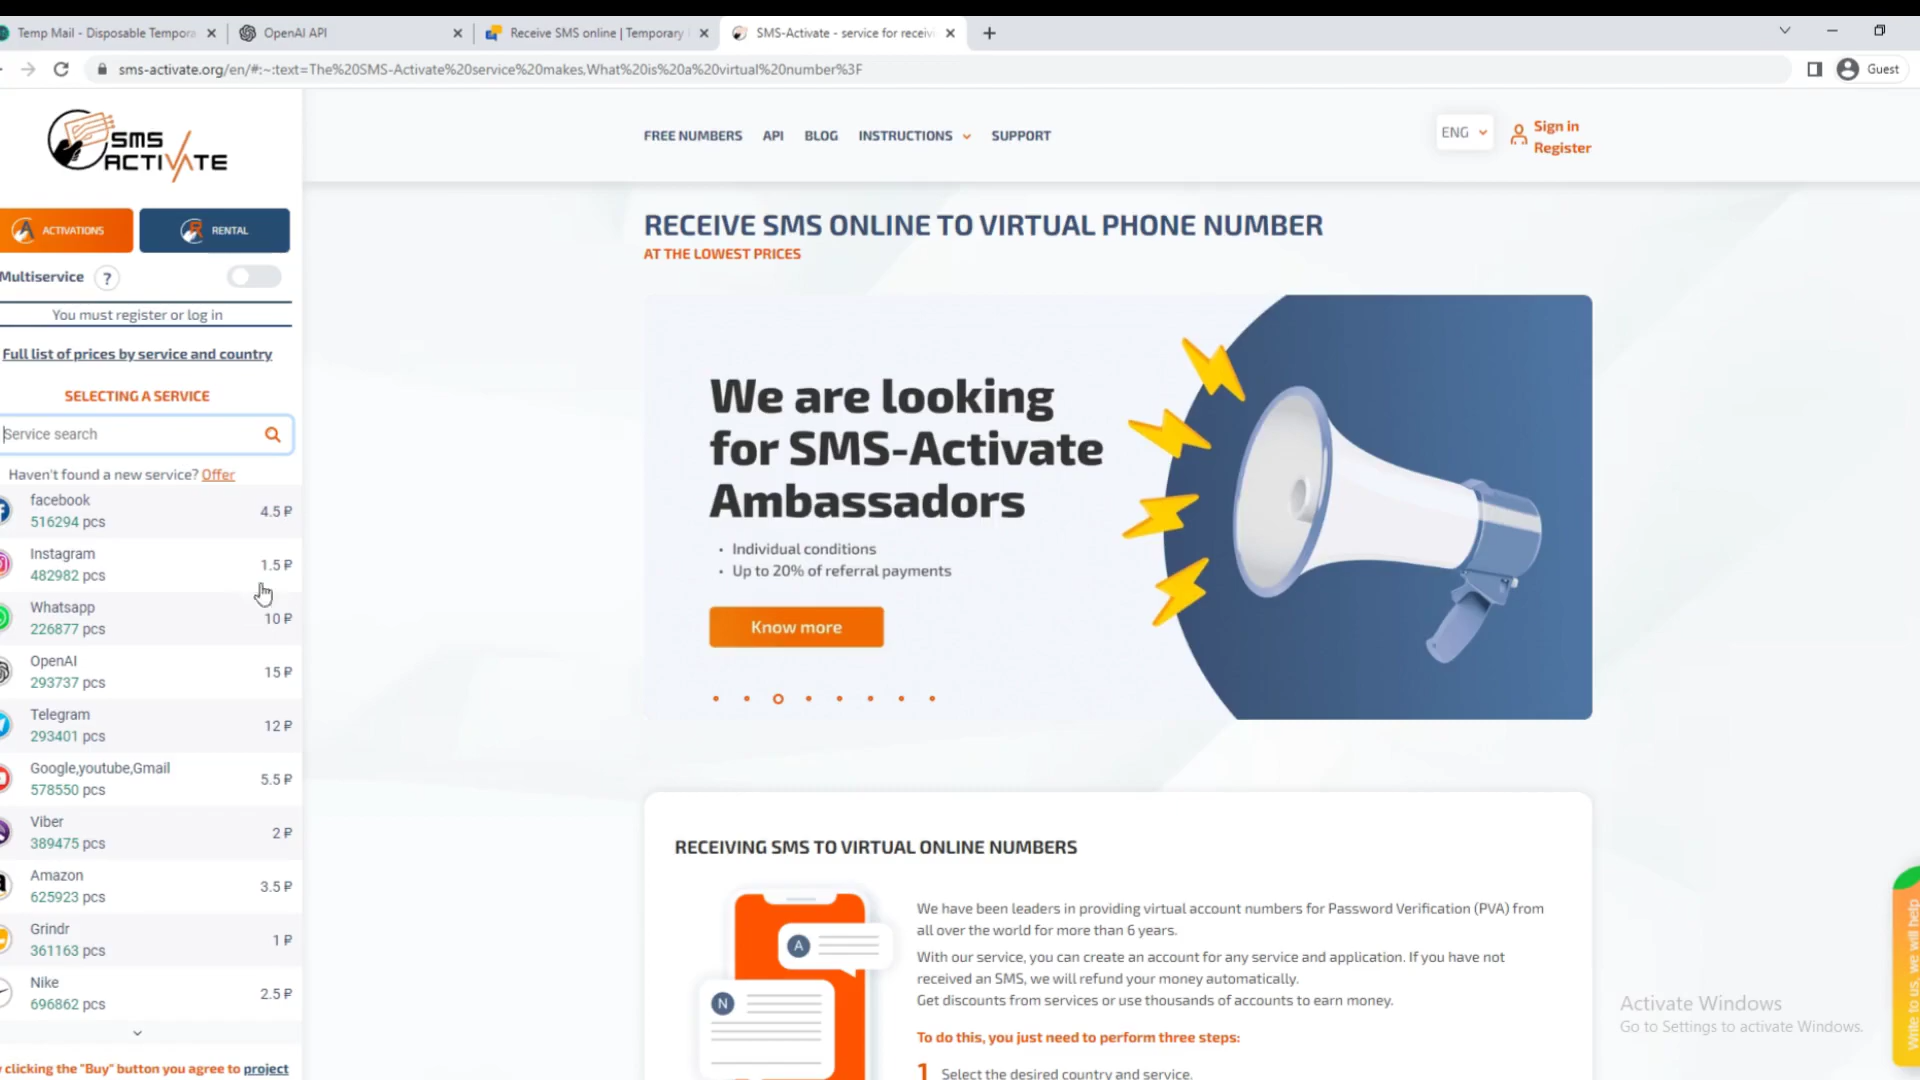 Temp Mail - Disposable Tempora
OpenAI API
Receive SMS online | Temporary
SMS-Activate - service for receivi
sms-activate.org/en/#:~:text=The%20SMS-Activate%20service%20makes,What%20is%20a%20virtual%20number%3F
Guest
SMS
ACTIVATE
FREE NUMBERS
API
BLOG
INSTRUCTIONS
SUPPORT
ENG
Sign in
Register
ACTIVATIONS
RENTAL
Multiservice
?
You must register or log in
Full list of prices by service and country
SELECTING A SERVICE
Service search
Haven't found a new service? Offer
facebook
516294 pcs
4.5 ₽
Instagram
482982 pcs
1.5 ₽
Whatsapp
226877 pcs
10 ₽
OpenAI
293737 pcs
15 ₽
Telegram
293401 pcs
12 ₽
Google,youtube,Gmail
578550 pcs
5.5 ₽
Viber
389475 pcs
2 ₽
Amazon
625923 pcs
3.5 ₽
Grindr
361163 pcs
1 ₽
Nike
696862 pcs
2.5 ₽
clicking the "Buy" button you agree to project
RECEIVE SMS ONLINE TO VIRTUAL PHONE NUMBER
AT THE LOWEST PRICES
We are looking
for SMS-Activate
Ambassadors
• Individual conditions
• Up to 20% of referral payments
Know more
RECEIVING SMS TO VIRTUAL ONLINE NUMBERS
A
N
We have been leaders in providing virtual account numbers for Password Verification (PVA) from
all over the world for more than 6 years.
With our service, you can create an account for any service and application. If you have not
received an SMS, we will refund your money automatically.
Get discounts from services or use thousands of accounts to earn money.
To do this, you just need to perform three steps:
1 Select the desired country and service.
Write to us, we will help
Activate Windows
Go to Settings to activate Windows.